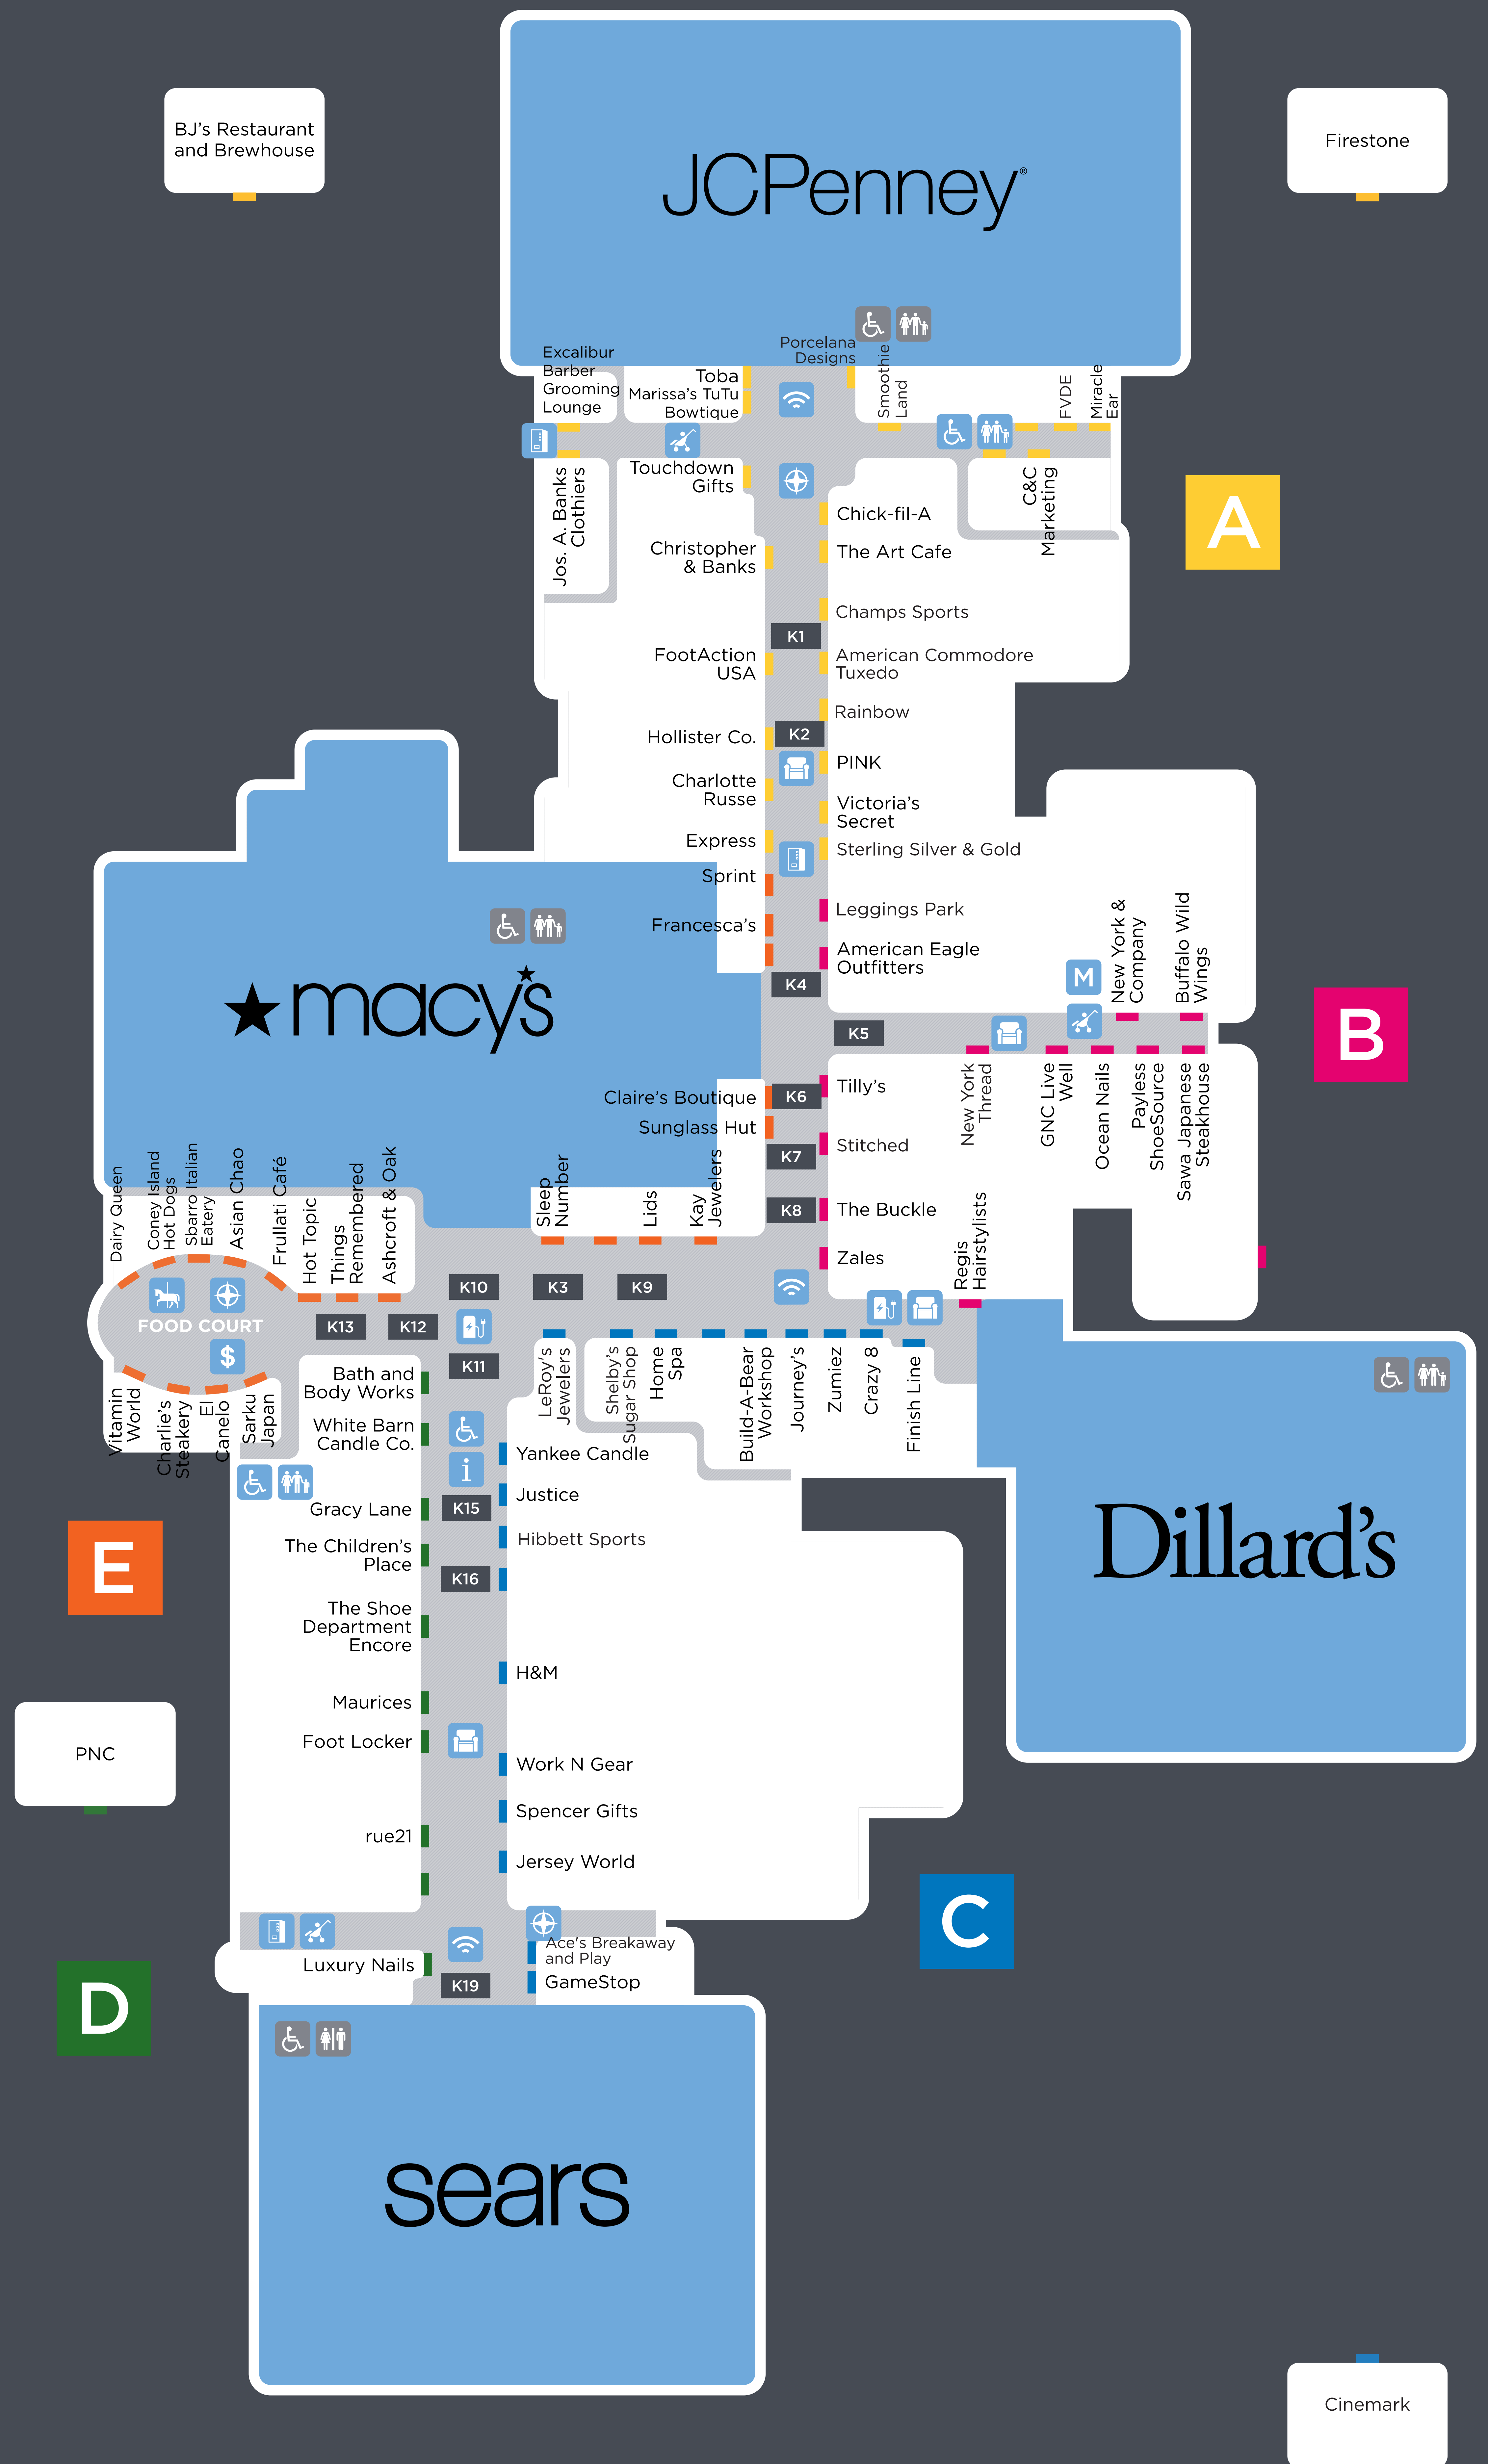 JCPenney®
BJ's Restaurant
and Brewhouse
Firestone
Excalibur
Barber
Grooming
Lounge
Toba
Marissa's TuTu
Bowtique
Porcelana
Designs
Smoothie
Land
FVDE
Miracle
Ear
Jos. A. Banks
Clothiers
Touchdown
Gifts
C&C
Marketing
A
Chick-fil-A
Christopher
& Banks
The Art Cafe
Champs Sports
K1
FootAction
USA
American Commodore
Tuxedo
Rainbow
Hollister Co.
K2
PINK
Charlotte
Russe
Victoria's
Secret
Express
Sterling Silver & Gold
Sprint
Leggings Park
Francesca's
American Eagle
Outfitters
New York &
Company
Buffalo Wild
Wings
M
macy's
K4
K5
B
Claire's Boutique
K6
Tilly's
New York
Thread
GNC Live
Well
Ocean Nails
Payless
ShoeSource
Sawa Japanese
Steakhouse
Sunglass Hut
K7
Stitched
Dairy Queen
Coney Island
Hot Dogs
Sbarro Italian
Eatery
Asian Chao
Frullati Café
Hot Topic
Things
Remembered
Ashcroft & Oak
Sleep
Number
Lids
Kay
Jewelers
K8
The Buckle
Zales
Regis
Hairstylists
K10
K3
K9
FOOD COURT
K13
K12
$
K11
Vitamin
World
Charlie's
Steakery
El
Canelo
Sarku
Japan
Bath and
Body Works
LeRoy's
Jewelers
Shelby's
Sugar Shop
Home
Spa
Build-A-Bear
Workshop
Journey's
Zumiez
Crazy 8
Finish Line
White Barn
Candle Co.
Yankee Candle
i
Justice
Gracy Lane
K15
Hibbett Sports
Dillard's
E
The Children's
Place
K16
The Shoe
Department
Encore
H&M
Maurices
Foot Locker
PNC
Work N Gear
Spencer Gifts
rue21
Jersey World
C
Ace's Breakaway
and Play
Luxury Nails
K19
GameStop
D
sears
Cinemark